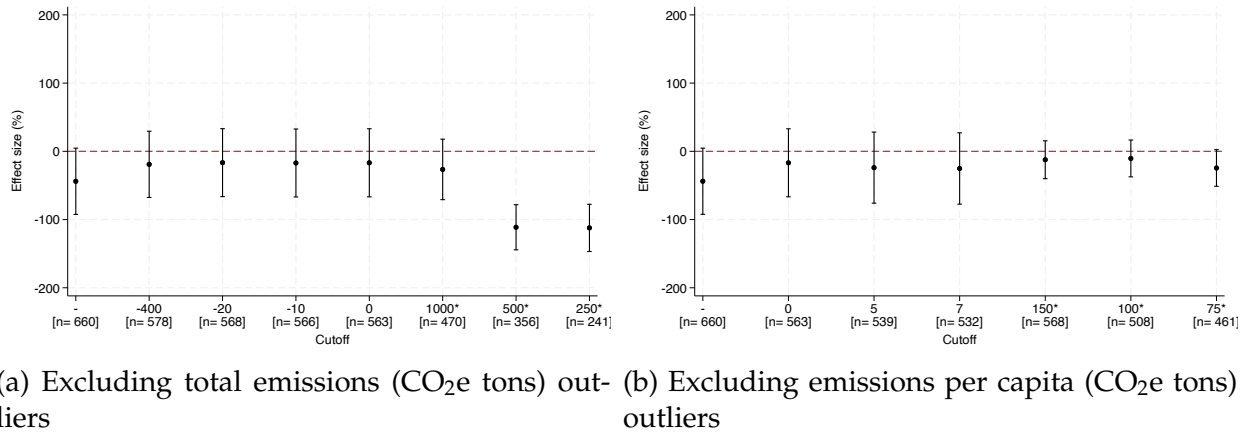 200
100
0
-100
-200
Effect size (%)
- -400 -20 -10 0 1000* 500* 250*
[n= 660] [n= 578] [n= 568] [n= 566] [n= 563] [n= 470] [n= 356] [n= 241]
Cutoff
200
100
0
-100
-200
Effect size (%)
- 0 5 7 150* 100* 75*
[n= 660] [n= 563] [n= 539] [n= 532] [n= 568] [n= 508] [n= 461]
Cutoff
(a) Excluding total emissions (CO₂e tons) out-
liers
(b) Excluding emissions per capita (CO₂e tons)
outliers